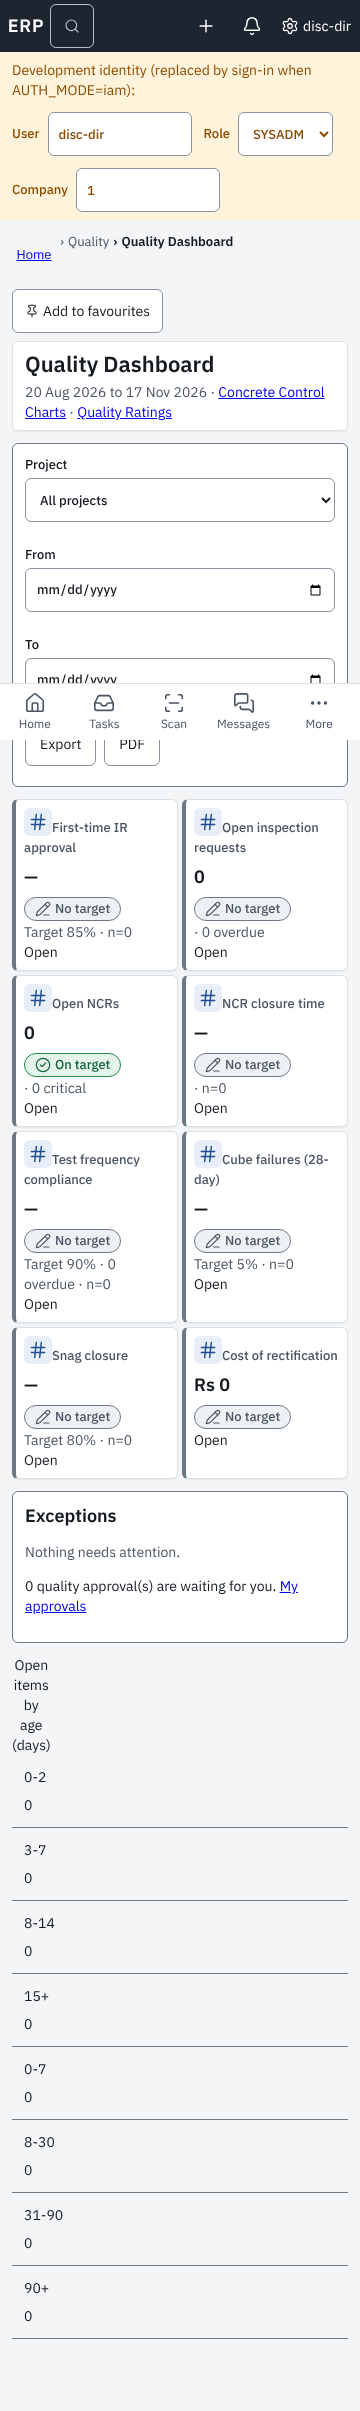 ERP
disc-dir
Development identity (replaced by sign-in when
AUTH_MODE=iam):
User disc-dir Role SYSADM
Company 1
Home › Quality › Quality Dashboard
Add to favourites
Quality Dashboard
20 Aug 2026 to 17 Nov 2026 · Concrete Control
Charts · Quality Ratings
Project
All projects
From
mm/dd/yyyy
To
mm/dd/yyyy
Home Tasks Scan Messages More
Export PDF
First-time IR
approval
—
No target
Target 85% · n=0
Open
Open inspection
requests
0
No target
· 0 overdue
Open
Open NCRs
0
On target
· 0 critical
Open
NCR closure time
—
No target
· n=0
Open
Test frequency
compliance
—
No target
Target 90% · 0
overdue · n=0
Open
Cube failures (28-
day)
—
No target
Target 5% · n=0
Open
Snag closure
—
No target
Target 80% · n=0
Open
Cost of rectification
Rs 0
No target
Open
Exceptions
Nothing needs attention.
0 quality approval(s) are waiting for you. My
approvals
Open
items
by
age
(days)
0-2
0
3-7
0
8-14
0
15+
0
0-7
0
8-30
0
31-90
0
90+
0